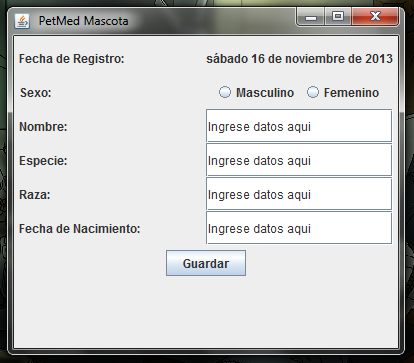 PetMed Mascota
Fecha de Registro: sábado 16 de noviembre de 2013
Sexo: Masculino Femenino
Nombre: Ingrese datos aqui
Especie: Ingrese datos aqui
Raza: Ingrese datos aqui
Fecha de Nacimiento: Ingrese datos aqui
Guardar